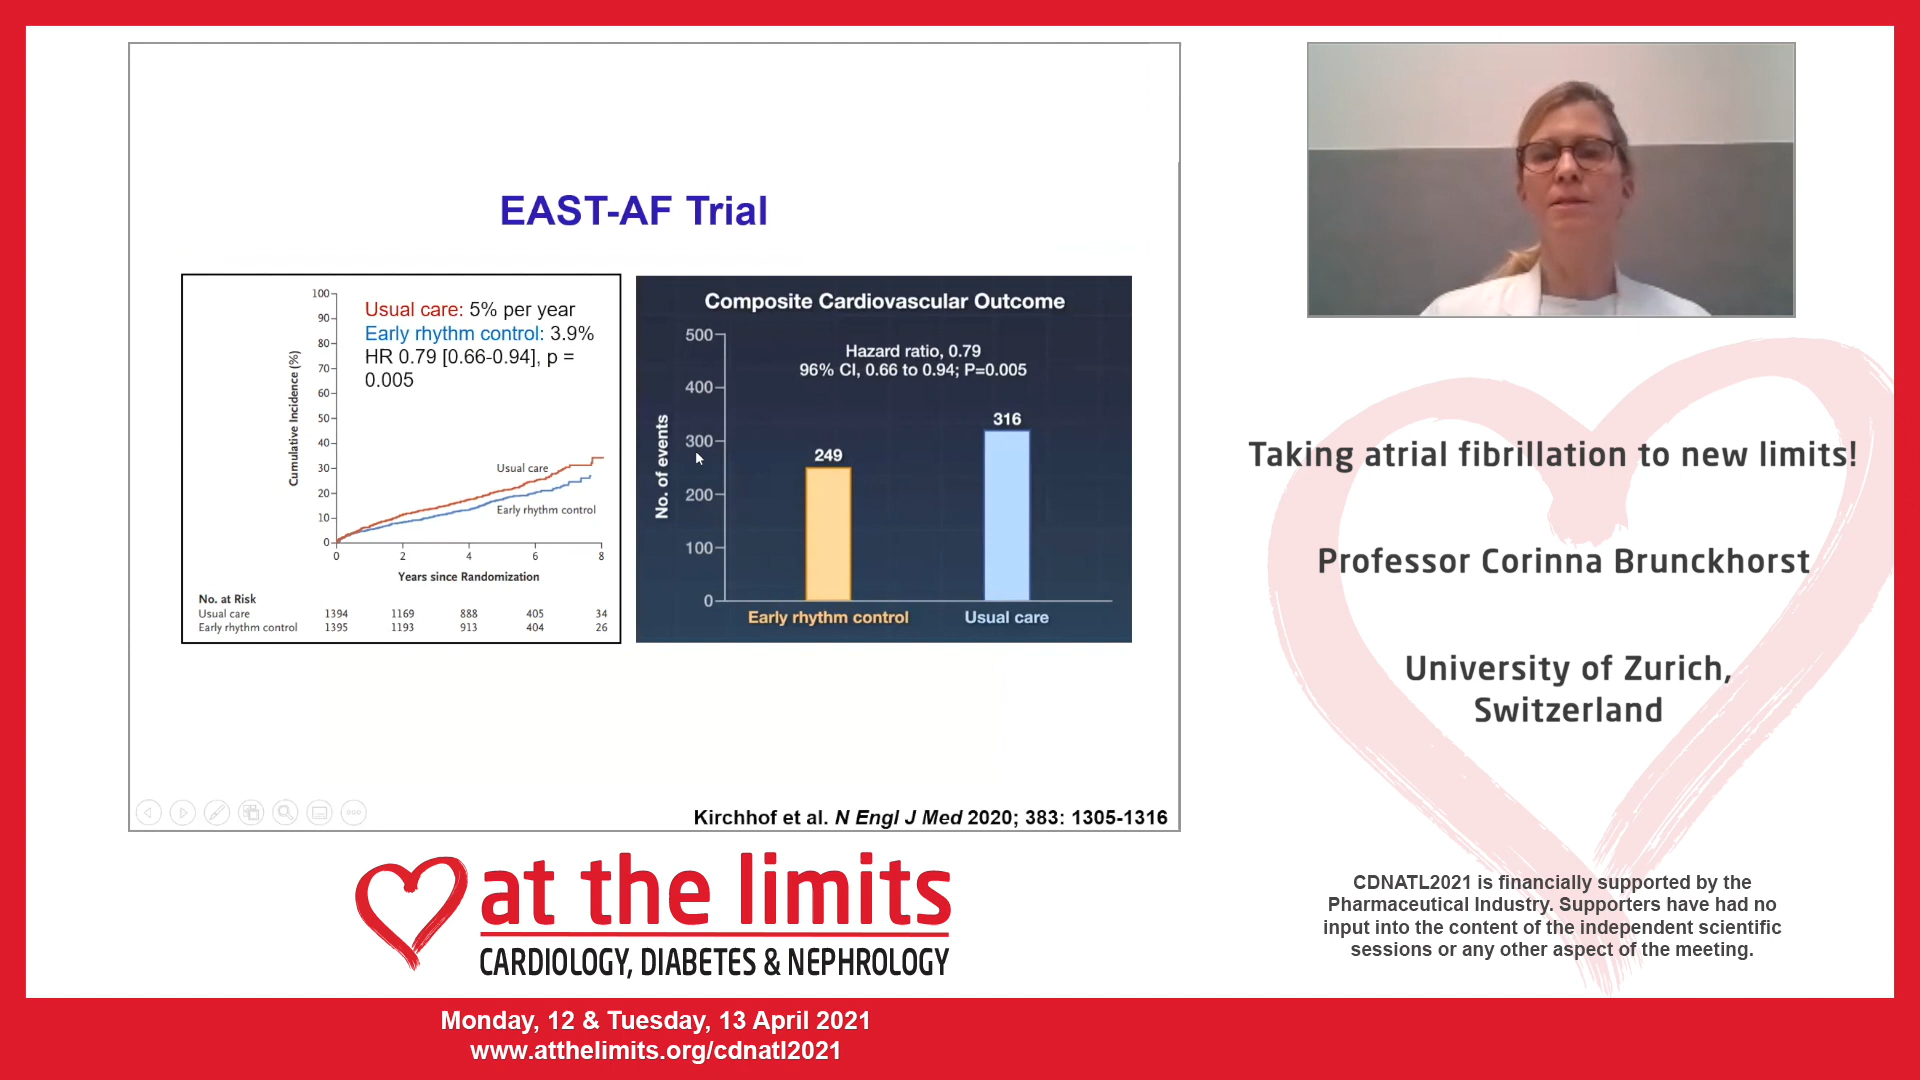 EAST-AF Trial
100
90
80
70
60
50
40
30
20
10
0
Cumulative Incidence (%)
Usual care: 5% per year
Early rhythm control: 3.9%
HR 0.79 [0.66-0.94], p =
0.005
Usual care
Early rhythm control
0 2 4 6 8
Years since Randomization
No. at Risk
Usual care 1394 1169 888 405 34
Early rhythm control 1395 1193 913 404 26
Composite Cardiovascular Outcome
500
400
300
200
100
0
No. of events
Hazard ratio, 0.79
96% CI, 0.66 to 0.94; P=0.005
249
316
Early rhythm control Usual care
Kirchhof et al. N Engl J Med 2020; 383: 1305-1316
Taking atrial fibrillation to new limits!
Professor Corinna Brunckhorst
University of Zurich,
Switzerland
CDNATL2021 is financially supported by the
Pharmaceutical Industry. Supporters have had no
input into the content of the independent scientific
sessions or any other aspect of the meeting.
at the limits
CARDIOLOGY, DIABETES & NEPHROLOGY
Monday, 12 & Tuesday, 13 April 2021
www.atthelimits.org/cdnatl2021